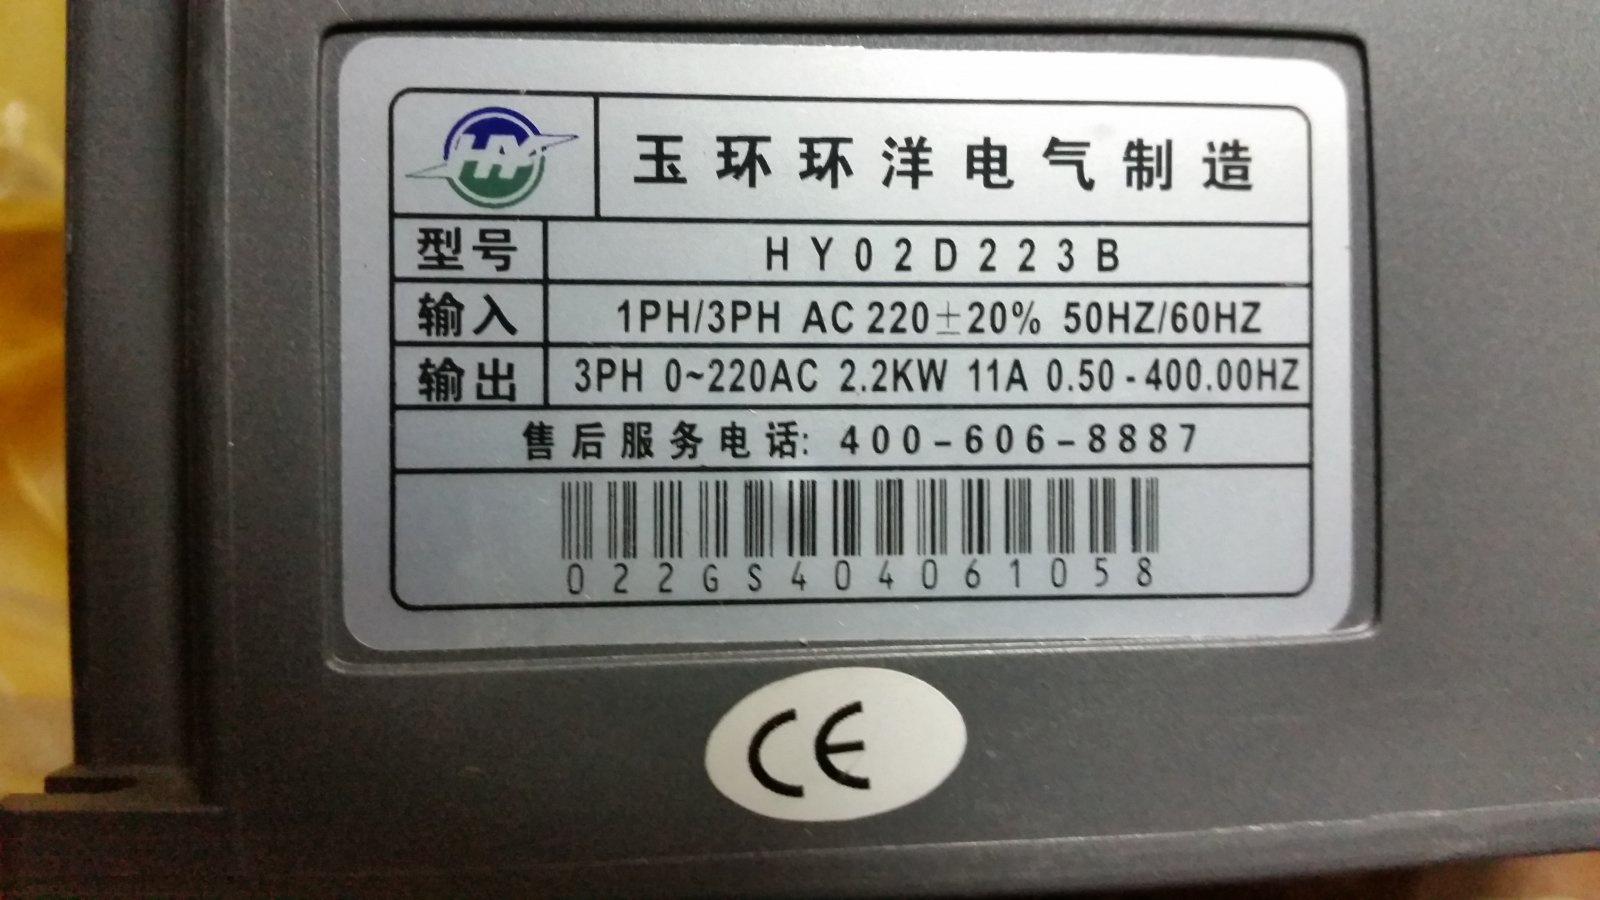 HY
玉环环洋电气制造
型号 HY02D223B
输入 1PH/3PH AC 220±20% 50HZ/60HZ
输出 3PH 0~220AC 2.2KW 11A 0.50-400.00HZ
售后服务电话: 400-606-8887
022GS404061058
CE